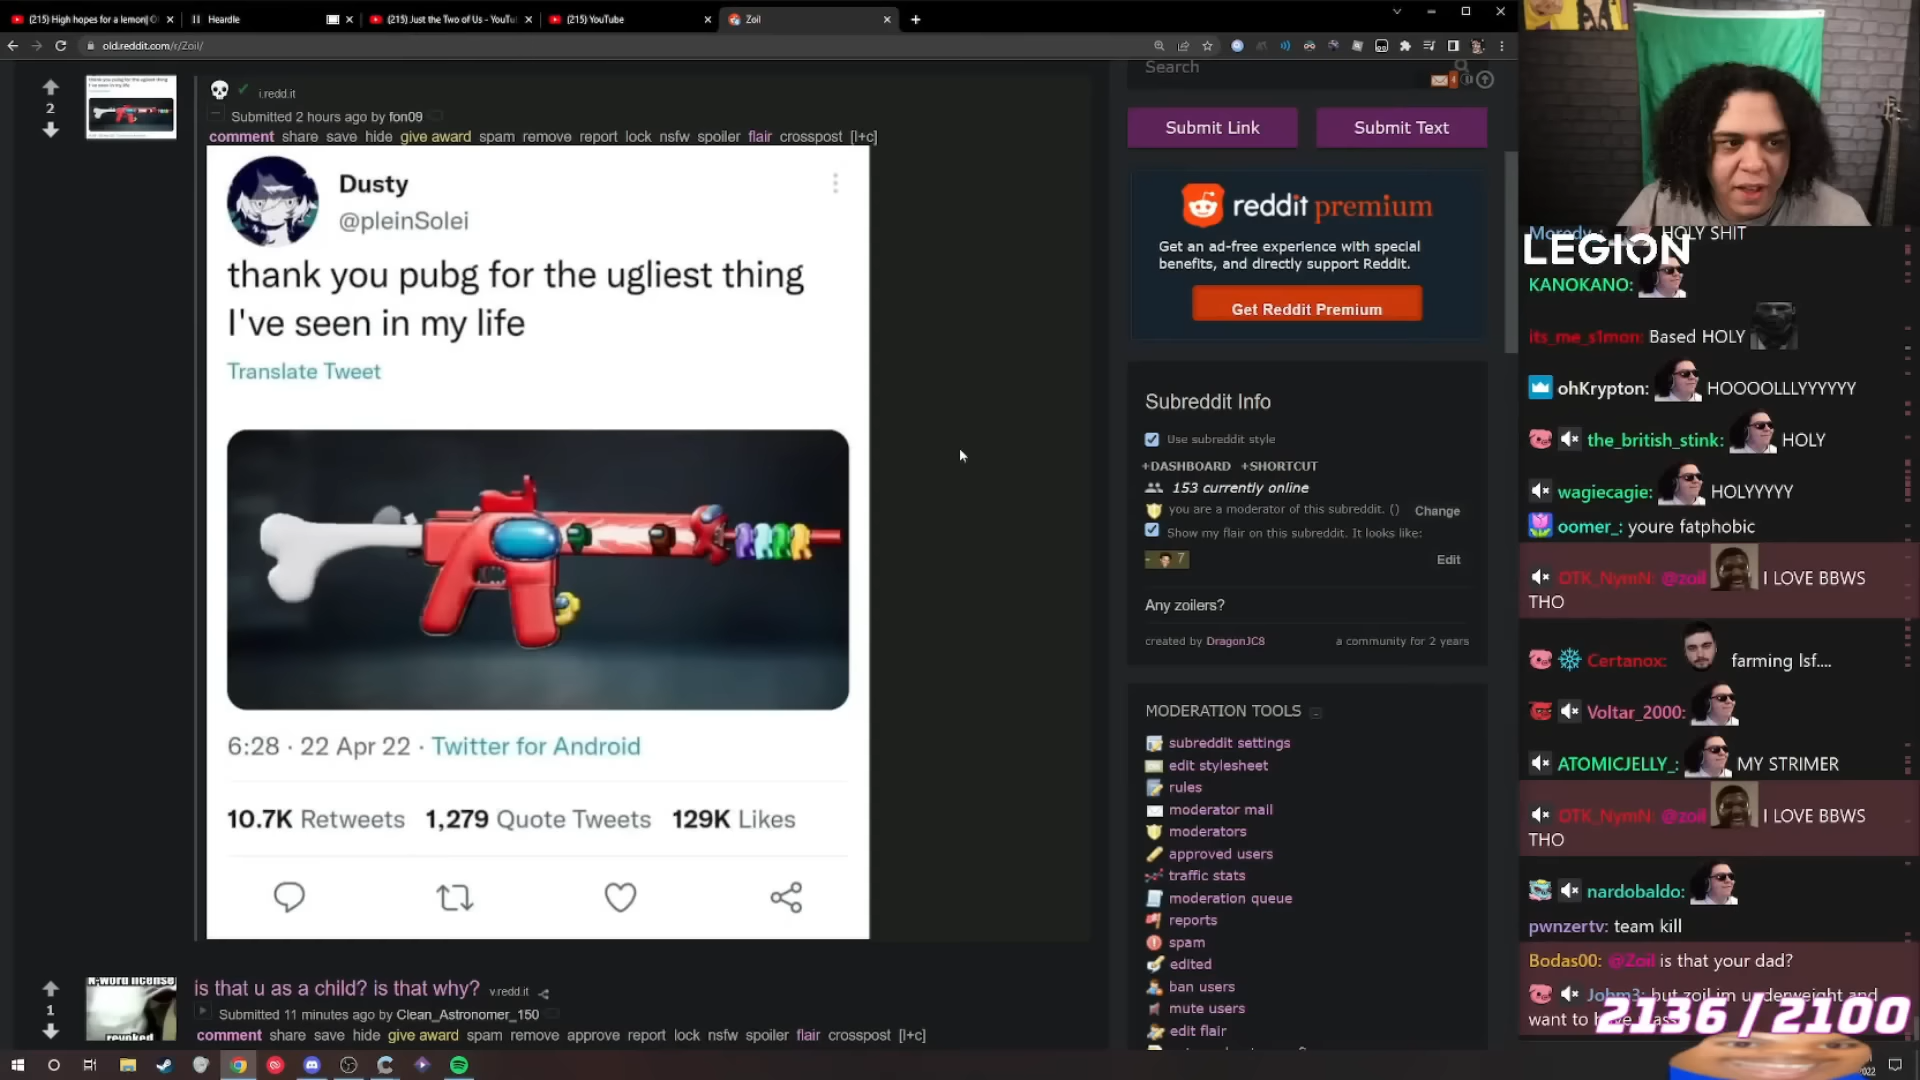 (215) High hopes for a lemon|
Heardle
(215) Just the Two of Us - YouTu
(215) YouTube
Zoil
old.reddit.com/r/Zoil/
2
i.redd.it
Submitted 2 hours ago by fon09
comment share save hide give award spam remove report lock nsfw spoiler flair crosspost [l+c]
Dusty
@pleinSolei
thank you pubg for the ugliest thing
I've seen in my life
Translate Tweet
6:28 · 22 Apr 22 · Twitter for Android
10.7K Retweets 1,279 Quote Tweets 129K Likes
N-word license
revoked
1
is that u as a child? is that why? v.redd.it
Submitted 11 minutes ago by Clean_Astronomer_150
comment share save hide give award spam remove approve report lock nsfw spoiler flair crosspost [l+c]
Search
4
Submit Link
Submit Text
reddit premium
Get an ad-free experience with special
benefits, and directly support Reddit.
Get Reddit Premium
Subreddit Info
Use subreddit style
+DASHBOARD +SHORTCUT
153 currently online
you are a moderator of this subreddit. () Change
Show my flair on this subreddit. It looks like:
- 7
Edit
Any zoilers?
created by DragonJC8
a community for 2 years
MODERATION TOOLS
subreddit settings
edit stylesheet
rules
moderator mail
moderators
approved users
traffic stats
moderation queue
reports
spam
edited
ban users
mute users
edit flair
HOLY SHIT
LEGION
KANOKANO:
its_me_s1mon: Based HOLY
ohKrypton: HOOOOLLLYYYYYY
the_british_stink: HOLY
wagiecagie: HOLYYYYY
oomer_: youre fatphobic
OTK_NymN: @zoil I LOVE BBWS
THO
Certanox: farming lsf....
Voltar_2000:
ATOMICJELLY_: MY STRIMER
OTK_NymN: @zoil I LOVE BBWS
THO
nardobaldo:
pwnzertv: team kill
Bodas00: @Zoil is that your dad?
Johm3: but zoil im underweight and
want to
2136 / 2100